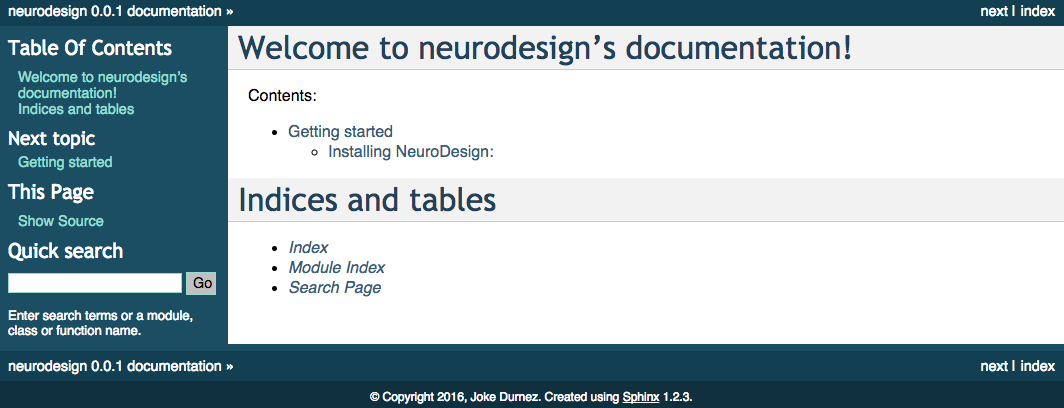 neurodesign 0.0.1 documentation »
next | index
Table Of Contents
Welcome to neurodesign’s
documentation!
Indices and tables
Next topic
Getting started
This Page
Show Source
Quick search
Go
Enter search terms or a module,
class or function name.
Welcome to neurodesign’s documentation!
Contents:
Getting started
Installing NeuroDesign:
Indices and tables
Index
Module Index
Search Page
neurodesign 0.0.1 documentation »
next | index
© Copyright 2016, Joke Durnez. Created using Sphinx 1.2.3.